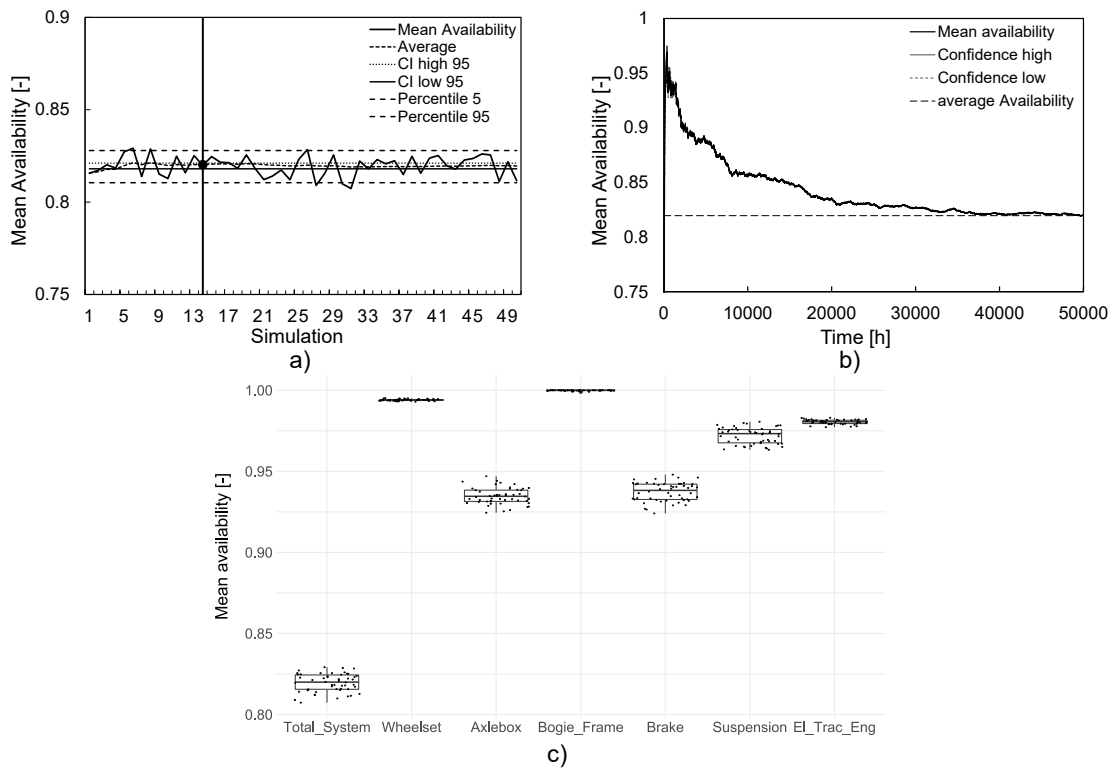 0.9
0.85
0.8
0.75
Mean Availability [-]
Mean Availability
Average
CI high 95
CI low 95
Percentile 5
Percentile 95
1 5 9 13 17 21 25 29 33 37 41 45 49
Simulation
a)
1
0.95
0.9
0.85
0.8
0.75
Mean Availability [-]
Mean availability
Confidence high
Confidence low
average Availability
0 10000 20000 30000 40000 50000
Time [h]
b)
1.00
0.95
0.90
0.85
0.80
Mean availability [-]
Total_System Wheelset Axlebox Bogie_Frame Brake Suspension El_Trac_Eng
c)